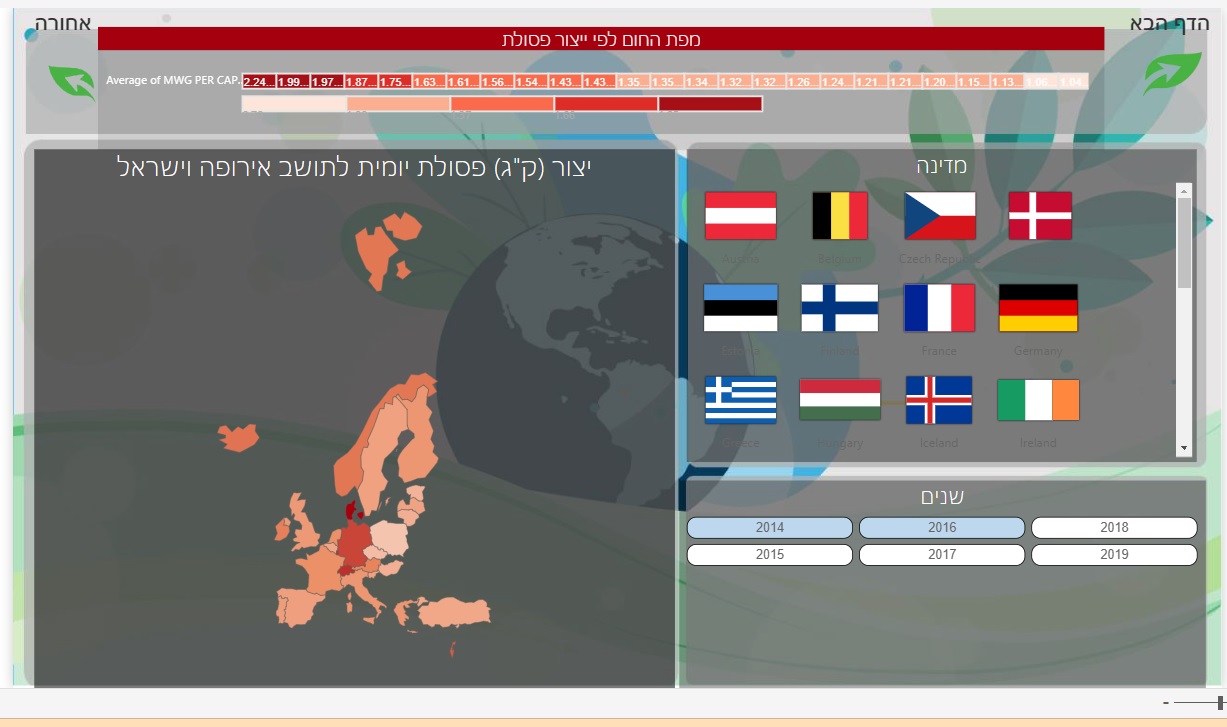 אחורה
הדף הבא
מפת החום לפי ייצור פסולת
Average of MWG PER CAP... 2.24... 1.99... 1.97... 1.87... 1.75... 1.63... 1.61... 1.56... 1.54... 1.43... 1.43... 1.35... 1.35... 1.34... 1.32... 1.32... 1.26... 1.24... 1.21... 1.21... 1.20... 1.15... 1.13... 1.06... 1.04...
יצור (ק"ג) פסולת יומית לתושב אירופה וישראל
מדינה
Austria Belgium Czech Republic
Estonia Finland France Germany
Greece Hungary Iceland Ireland
שנים
2014 2016 2018
2015 2017 2019